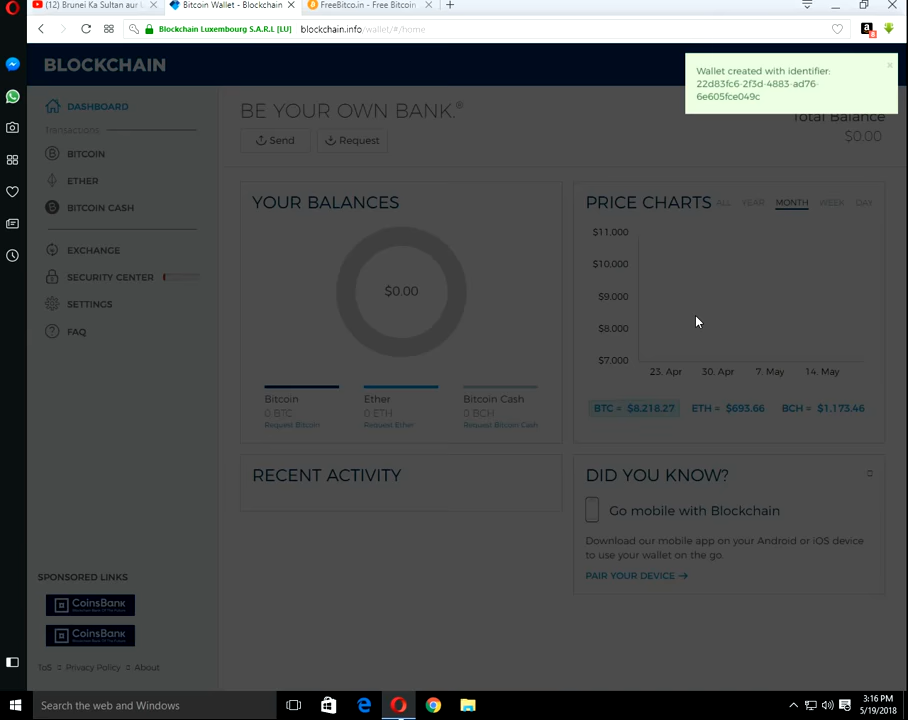 (12) Brunei Ka Sultan aur
Bitcoin Wallet - Blockchain
FreeBitco.in - Free Bitcoin
Blockchain Luxembourg S.A.R.L [LU]
blockchain.info/wallet/#/home
BLOCKCHAIN
Wallet created with identifier:
22d83fc6-2f3d-4883-ad76-
6e605fce049c
DASHBOARD
Transactions
BITCOIN
ETHER
BITCOIN CASH
EXCHANGE
SECURITY CENTER
SETTINGS
FAQ
BE YOUR OWN BANK.®
Send
Request
Total Balance
$0.00
YOUR BALANCES
$0.00
Bitcoin
0 BTC
Request Bitcoin
Ether
0 ETH
Request Ether
Bitcoin Cash
0 BCH
Request Bitcoin Cash
PRICE CHARTS
ALL YEAR MONTH WEEK DAY
$11,000
$10,000
$9,000
$8,000
$7,000
23. Apr 30. Apr 7. May 14. May
BTC = $8,218.27 ETH = $693.66 BCH = $1,173.46
RECENT ACTIVITY
DID YOU KNOW?
Go mobile with Blockchain
Download our mobile app on your Android or iOS device
to use your wallet on the go.
PAIR YOUR DEVICE
SPONSORED LINKS
CoinsBank
CoinsBank
ToS Privacy Policy About
Search the web and Windows
3:16 PM
5/19/2018